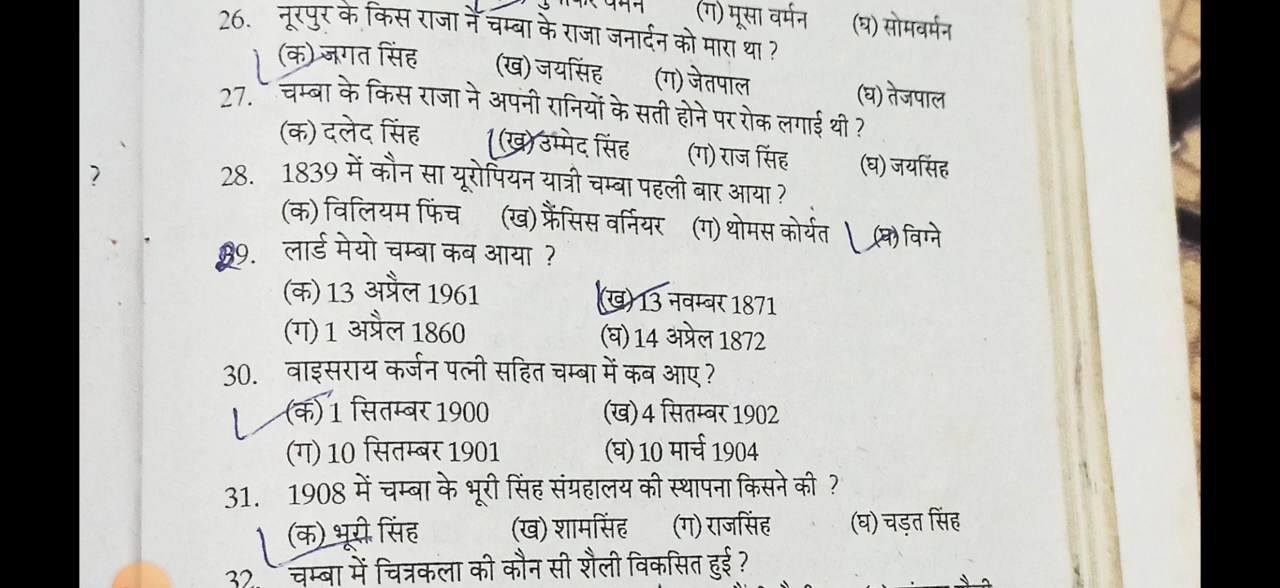 (ग) मूसा वर्मन (घ) सोमवर्मन
26. नूरपुर के किस राजा ने चम्बा के राजा जनार्दन को मारा था ?
(क) जगत सिंह (ख) जयसिंह (ग) जेतपाल (घ) तेजपाल
27. चम्बा के किस राजा ने अपनी रानियों के सती होने पर रोक लगाई थी ?
(क) दलेद सिंह (ख) उम्मेद सिंह (ग) राज सिंह (घ) जयसिंह
?
28. 1839 में कौन सा यूरोपियन यात्री चम्बा पहली बार आया ?
(क) विलियम फिंच (ख) फ्रैंसिस वर्नियर (ग) थोमस कोर्यत (घ) विग्ने
29. लार्ड मेयो चम्बा कब आया ?
(क) 13 अप्रैल 1961 (ख) 13 नवम्बर 1871
(ग) 1 अप्रैल 1860 (घ) 14 अप्रेल 1872
30. वाइसराय कर्जन पत्नी सहित चम्बा में कब आए ?
(क) 1 सितम्बर 1900 (ख) 4 सितम्बर 1902
(ग) 10 सितम्बर 1901 (घ) 10 मार्च 1904
31. 1908 में चम्बा के भूरी सिंह संग्रहालय की स्थापना किसने की ?
(क) भूरी सिंह (ख) शामसिंह (ग) राजसिंह (घ) चड़त सिंह
32. चम्बा में चित्रकला की कौन सी शैली विकसित हुई ?